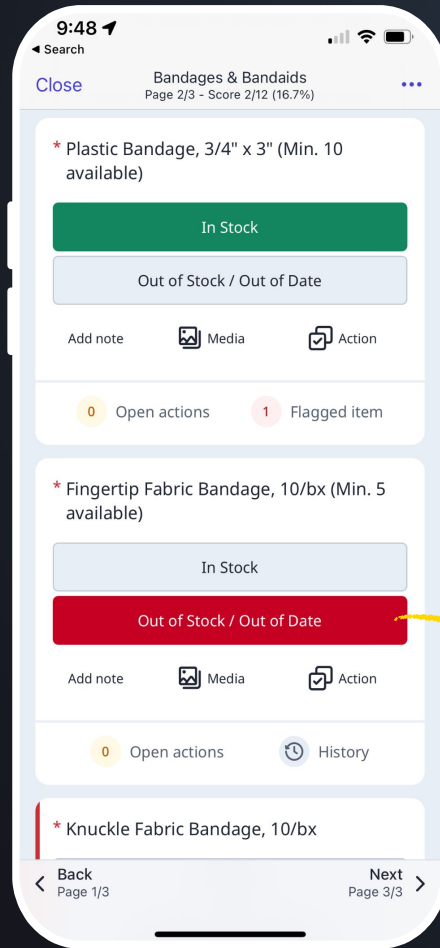 9:48
◀ Search
Close
Bandages & Bandaids
Page 2/3 - Score 2/12 (16.7%)
* Plastic Bandage, 3/4" x 3" (Min. 10
available)
In Stock
Out of Stock / Out of Date
Add note
Media
Action
0 Open actions
1 Flagged item
* Fingertip Fabric Bandage, 10/bx (Min. 5
available)
In Stock
Out of Stock / Out of Date
Add note
Media
Action
0 Open actions
History
* Knuckle Fabric Bandage, 10/bx
Back
Page 1/3
Next
Page 3/3